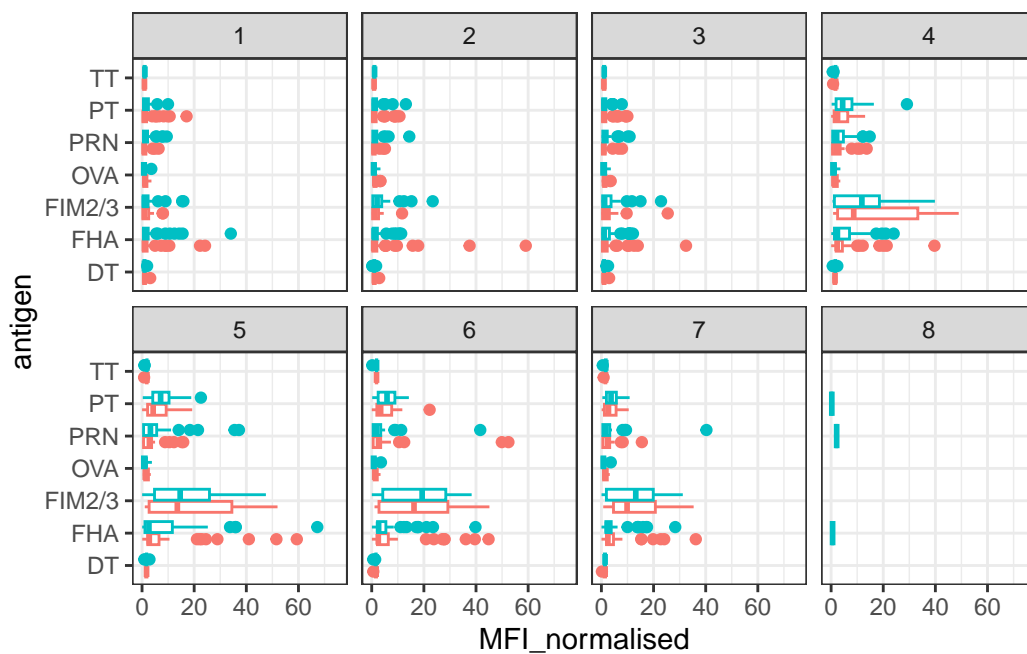 1 2 3 4
TT
PT
PRN
OVA
FIM2/3
FHA
DT
antigen
5 6 7 8
TT
PT
PRN
OVA
FIM2/3
FHA
DT
0 20 40 60 0 20 40 60 0 20 40 60 0 20 40 60
MFI_normalised